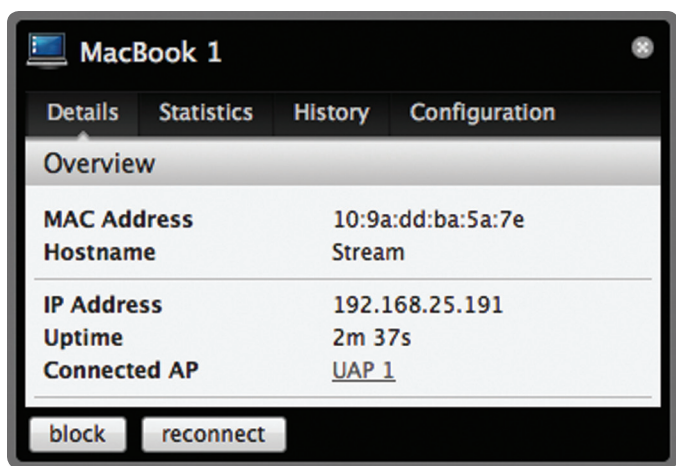 MacBook 1
Details Statistics History Configuration
Overview
MAC Address 10:9a:dd:ba:5a:7e
Hostname Stream
IP Address 192.168.25.191
Uptime 2m 37s
Connected AP UAP 1
block reconnect